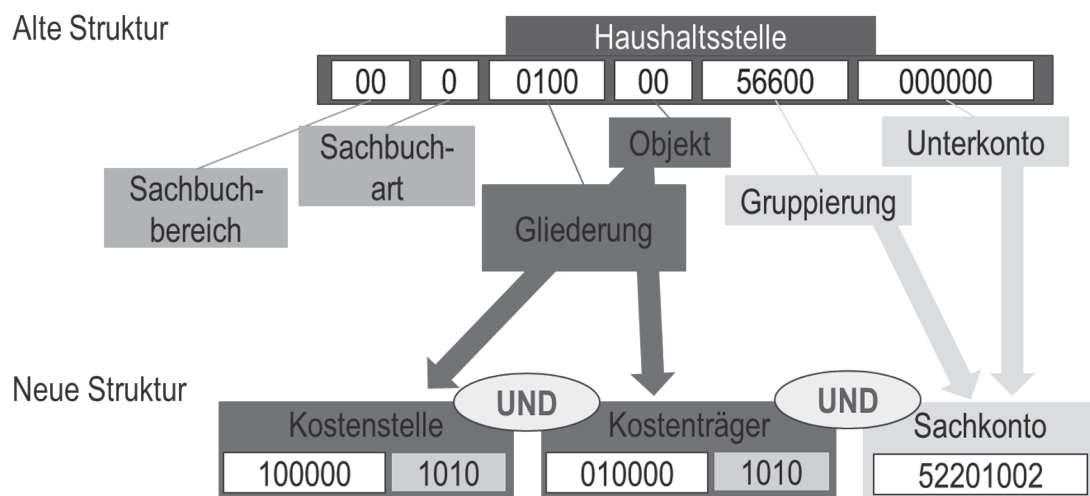 Alte Struktur
Haushaltsstelle
00 0 0100 00 56600 000000
Sachbuch-
bereich
Sachbuch-
art
Gliederung
Objekt
Gruppierung
Unterkonto
Neue Struktur
UND
UND
Kostenstelle
100000 1010
Kostenträger
010000 1010
Sachkonto
52201002